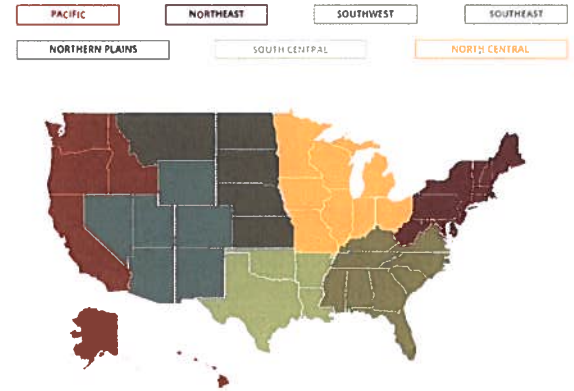 PACIFIC
NORTHEAST
SOUTHWEST
SOUTHEAST
NORTHERN PLAINS
SOUTH CENTRAL
NORTH CENTRAL